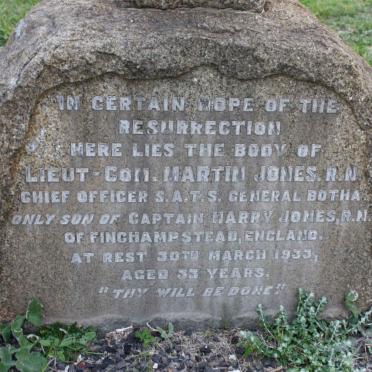 IN CERTAIN HOPE OF THE
RESURRECTION
HERE LIES THE BODY OF
LIEUT-COM. MARTIN JONES, R.N.
CHIEF OFFICER S.A.T.S. GENERAL BOTHA
ONLY SON OF CAPTAIN HARRY JONES, R.N.
OF FINCHAMPSTEAD, ENGLAND.
AT REST 30TH MARCH 1933,
AGED 33 YEARS.
"THY WILL BE DONE"